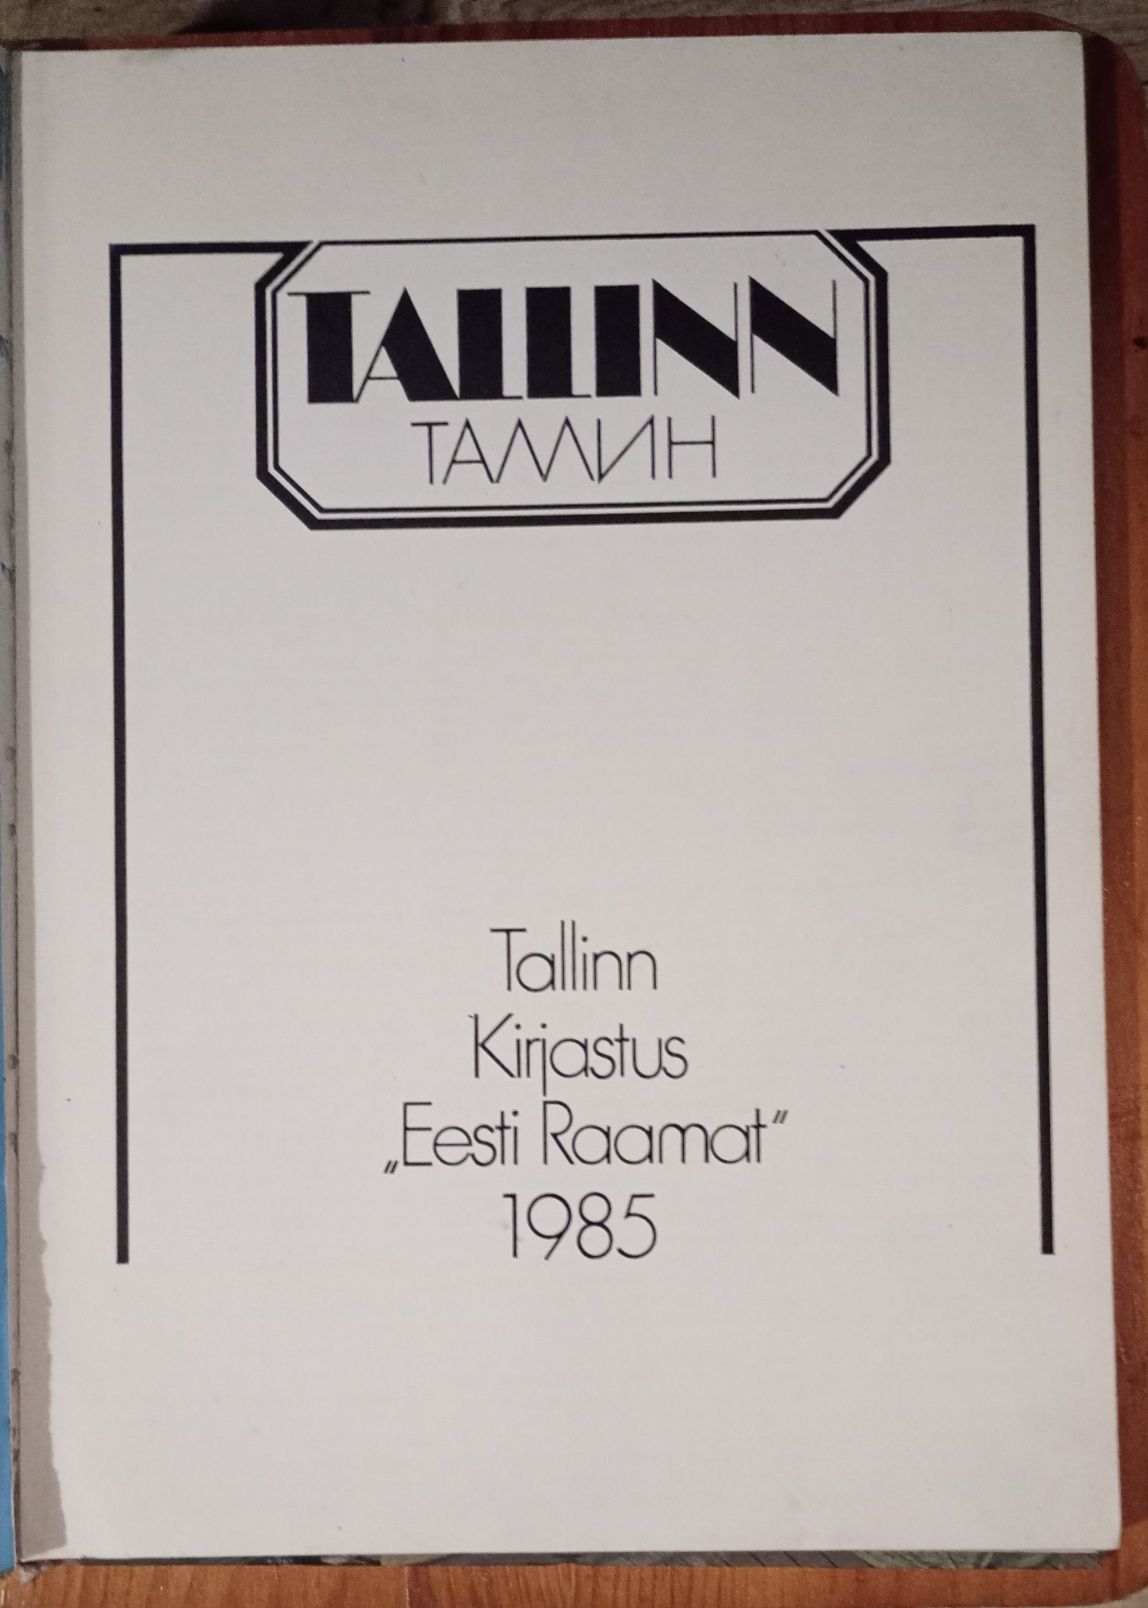 TALLINN
ТАЛЛИН
Tallinn
Kirjastus
„Eesti Raamat“
1985